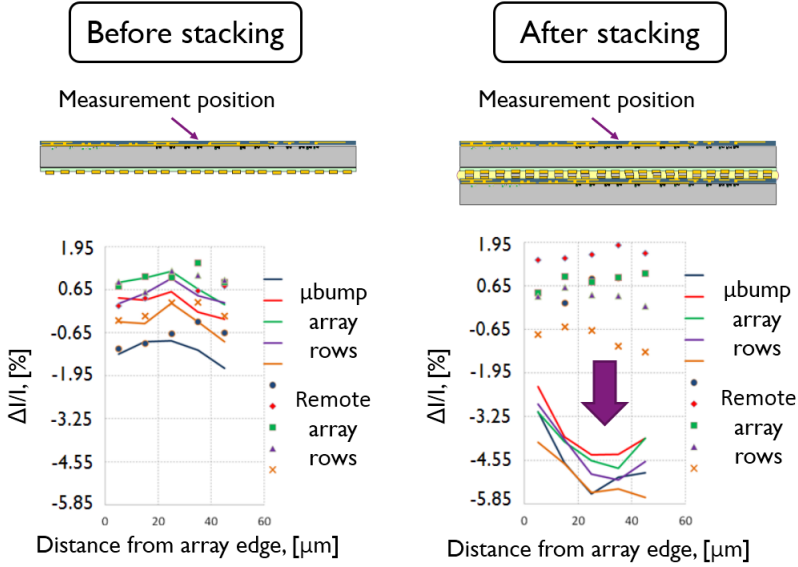 Before stacking
After stacking
Measurement position
Measurement position
1.95
0.65
-0.65
-1.95
-3.25
-4.55
-5.85
0
20
40
60
ΔI/I, [%]
Distance from array edge, [µm]
µbump
array
rows
Remote
array
rows
1.95
0.65
-0.65
-1.95
-3.25
-4.55
-5.85
0
20
40
60
ΔI/I, [%]
Distance from array edge, [µm]
µbump
array
rows
Remote
array
rows